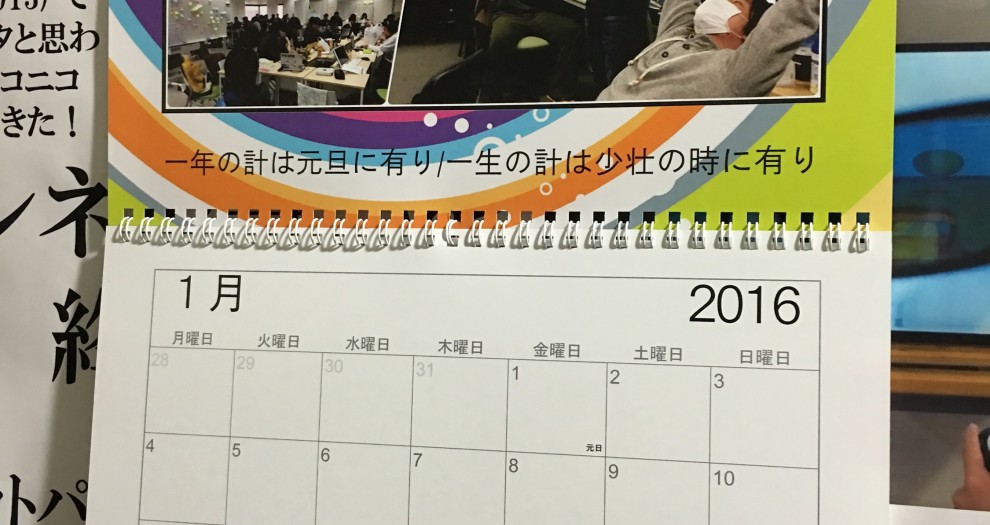 タと思わ
コニコ
きた！
ネ
絵
トパ
一年の計は元旦に有り/一生の計は少壮の時に有り
1月 2016
月曜日 火曜日 水曜日 木曜日 金曜日 土曜日 日曜日
28 29 30 31 1 2 3
元日
4 5 6 7 8 9 10